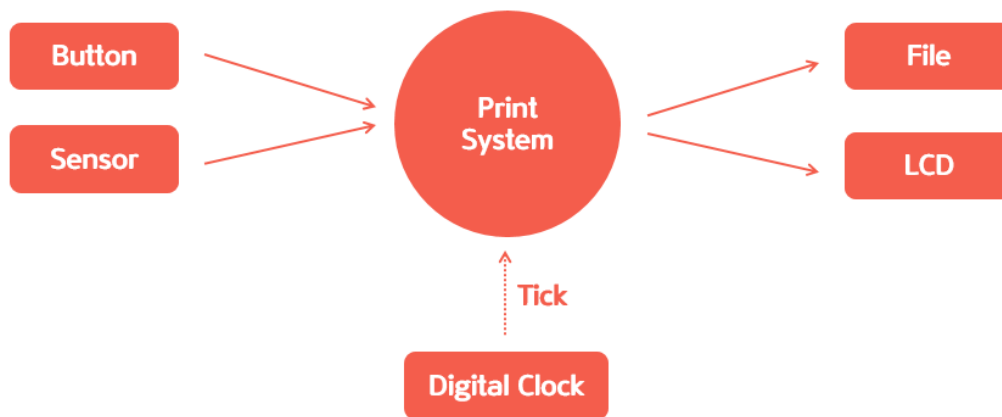 Button
Sensor
Print
System
File
LCD
Tick
Digital Clock